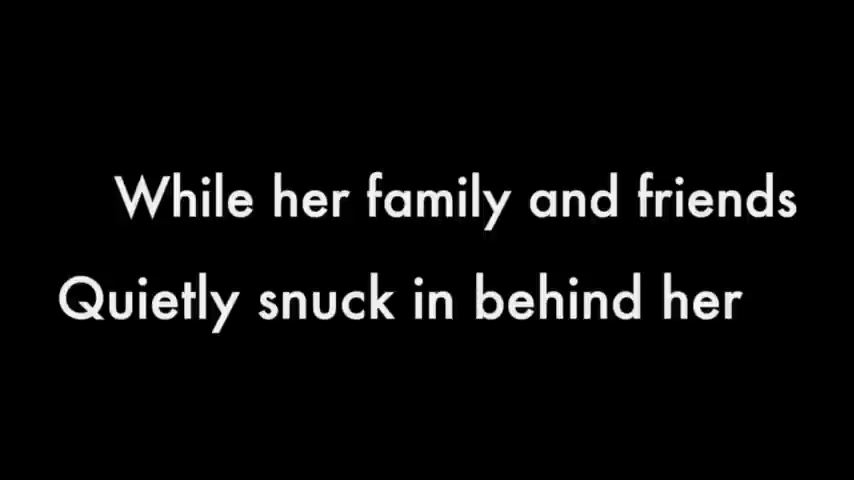 While her family and friends
Quietly snuck in behind her